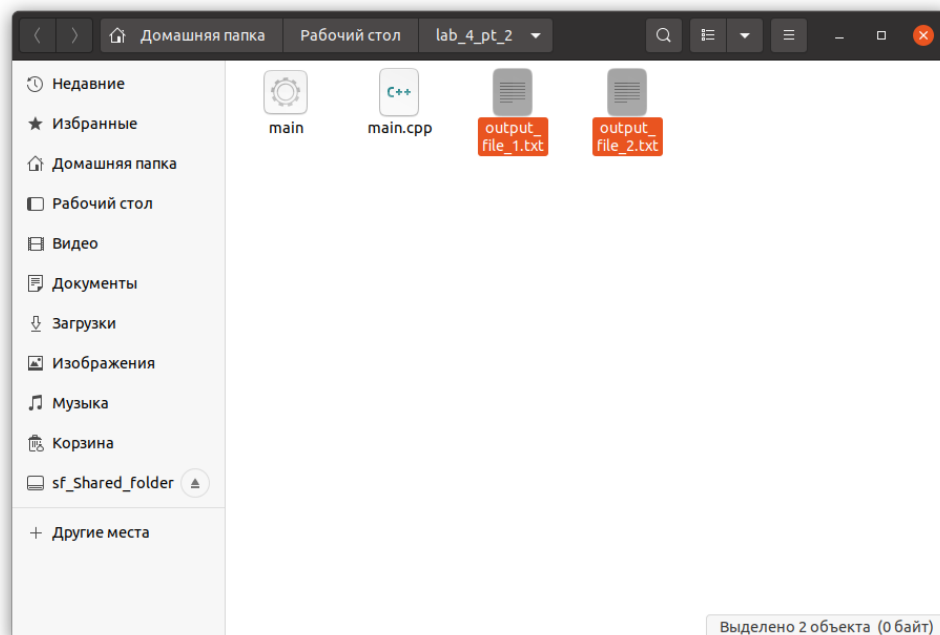 Домашняя папка Рабочий стол lab_4_pt_2
Недавние
Избранные
Домашняя папка
Рабочий стол
Видео
Документы
Загрузки
Изображения
Музыка
Корзина
sf_Shared_folder
Другие места
main
C++
main.cpp
output_
file_1.txt
output_
file_2.txt
Выделено 2 объекта (0 байт)